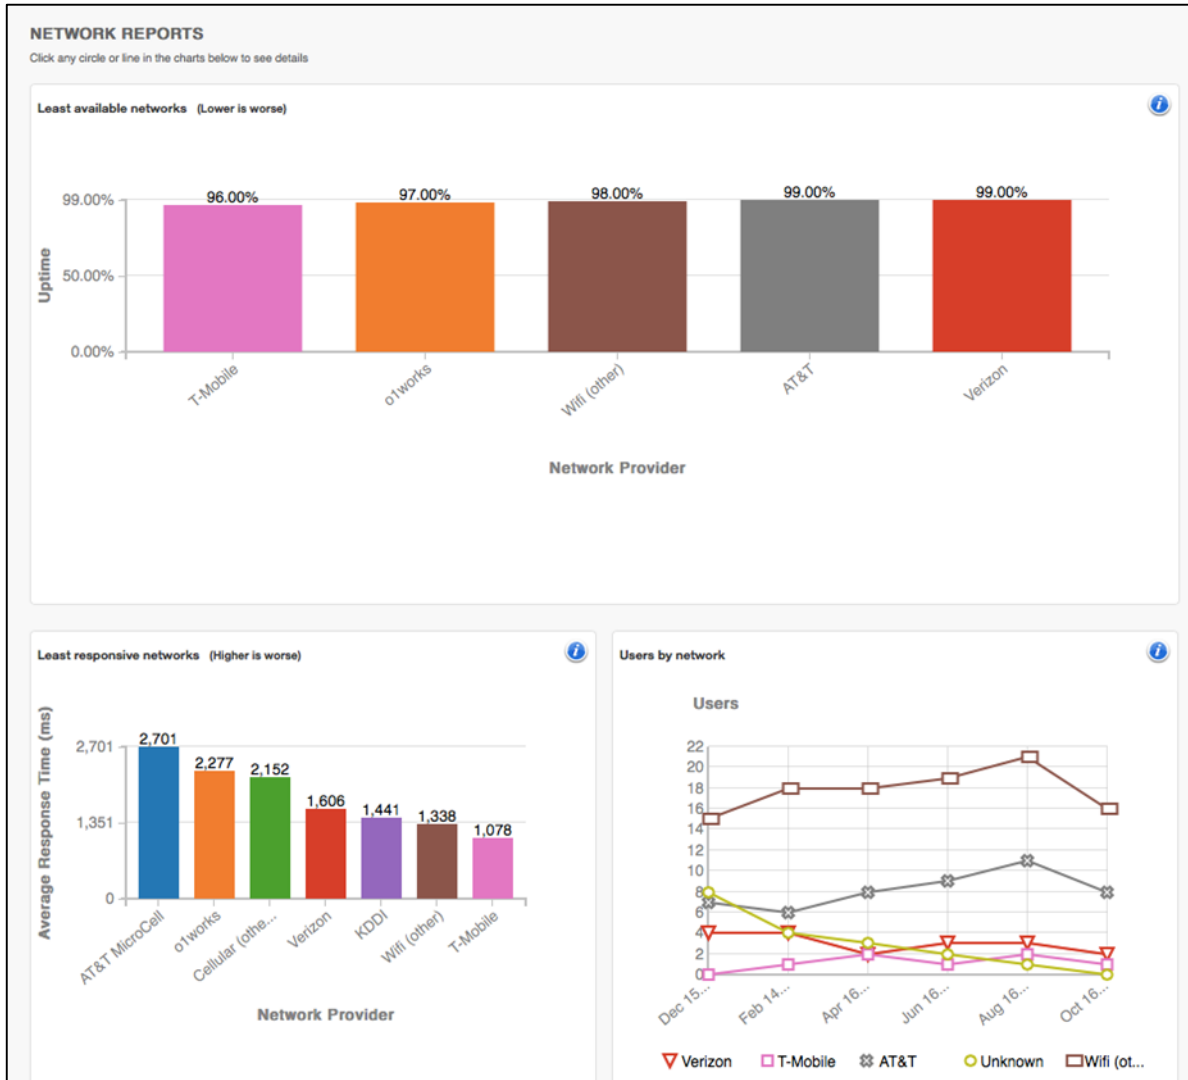 NETWORK REPORTS
Click any circle or line in the charts below to see details
Least available networks (Lower is worse)
i
99.00%
50.00%
0.00%
Uptime
96.00%
97.00%
98.00%
99.00%
99.00%
T-Mobile
o1works
Wifi (other)
AT&T
Verizon
Network Provider
Least responsive networks (Higher is worse)
i
Average Response Time (ms)
2,701
1,351
0
2,701
2,277
2,152
1,606
1,441
1,338
1,078
AT&T MicroCell
o1works
Cellular (othe...
Verizon
KDDI
Wifi (other)
T-Mobile
Network Provider
Users by network
i
Users
22
20
18
16
14
12
10
8
6
4
2
0
Dec 15...
Feb 14...
Apr 16...
Jun 16...
Aug 16...
Oct 16...
Verizon T-Mobile AT&T Unknown Wifi (ot...